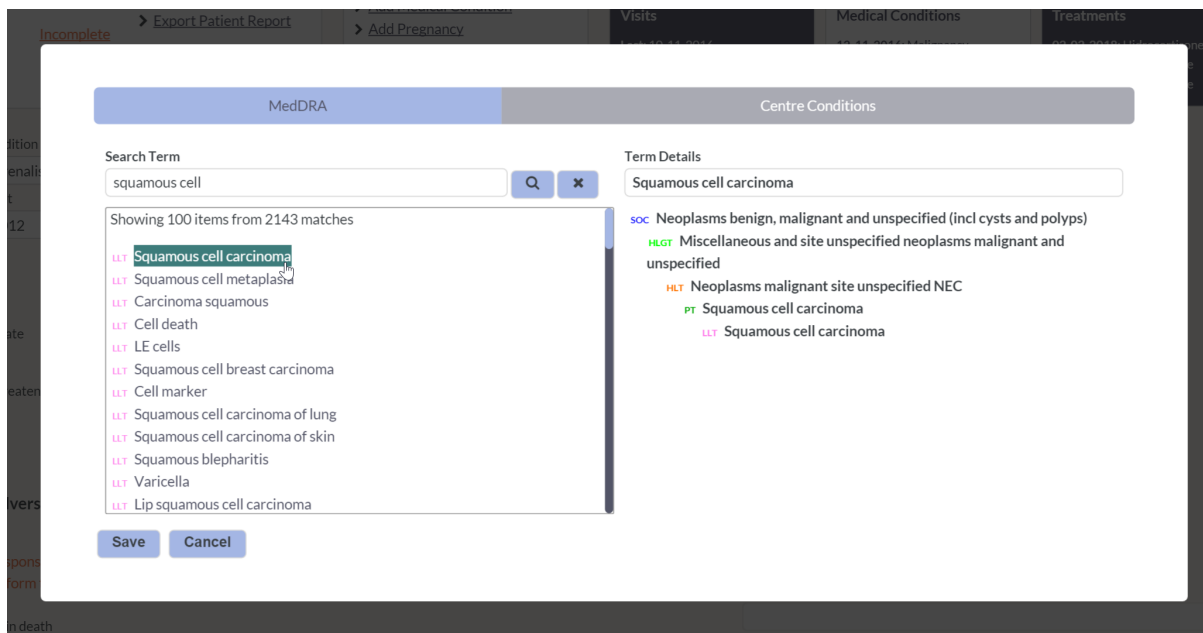 Export Patient Report
Incomplete
Add Pregnancy
Visits
Medical Conditions
Treatments
MedDRA
Centre Conditions
Search Term
Term Details
squamous cell
Squamous cell carcinoma
Showing 100 items from 2143 matches
LLT Squamous cell carcinoma
LLT Squamous cell metaplasia
LLT Carcinoma squamous
LLT Cell death
LLT LE cells
LLT Squamous cell breast carcinoma
LLT Cell marker
LLT Squamous cell carcinoma of lung
LLT Squamous cell carcinoma of skin
LLT Squamous blepharitis
LLT Varicella
LLT Lip squamous cell carcinoma
SOC Neoplasms benign, malignant and unspecified (incl cysts and polyps)
HLGT Miscellaneous and site unspecified neoplasms malignant and
unspecified
HLT Neoplasms malignant site unspecified NEC
PT Squamous cell carcinoma
LLT Squamous cell carcinoma
Save
Cancel
12
form
in death